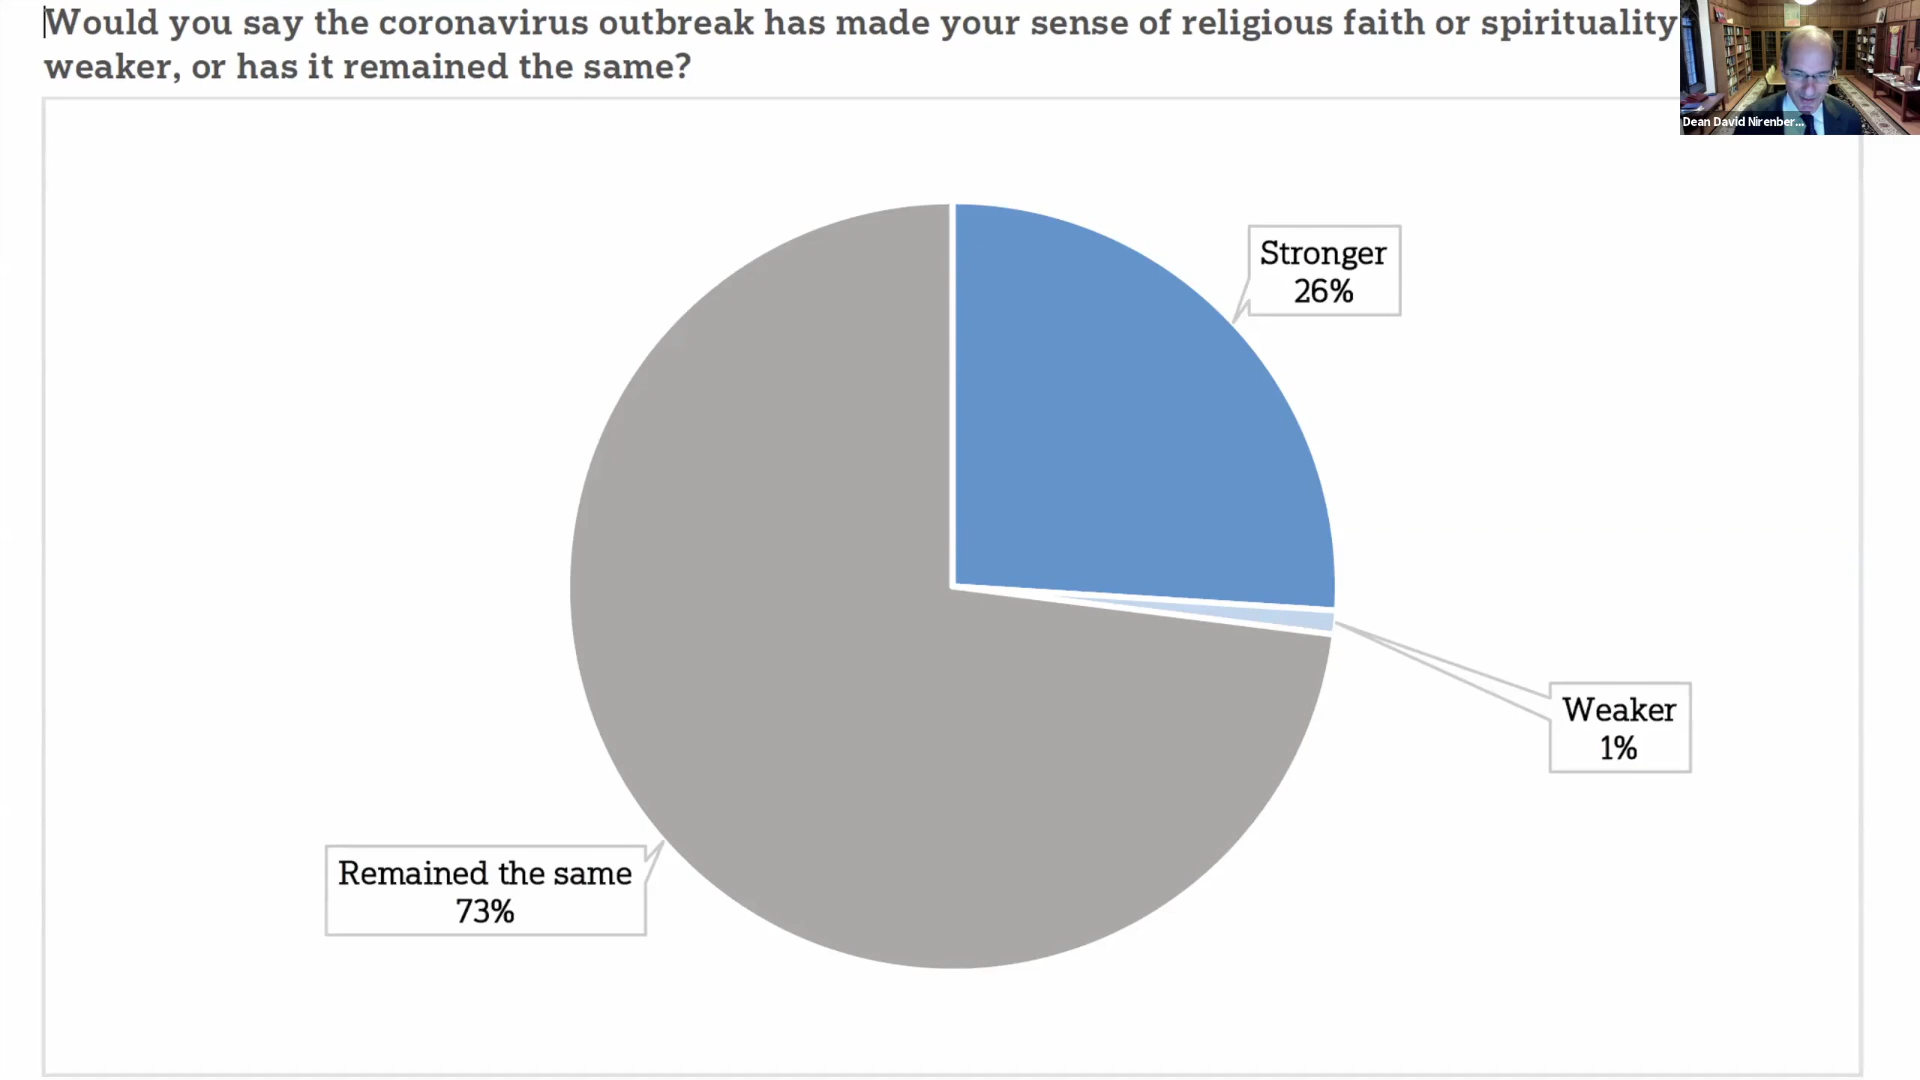 Would you say the coronavirus outbreak has made your sense of religious faith or spirituality
weaker, or has it remained the same?
Dean David Nirenber...
Stronger
26%
Weaker
1%
Remained the same
73%